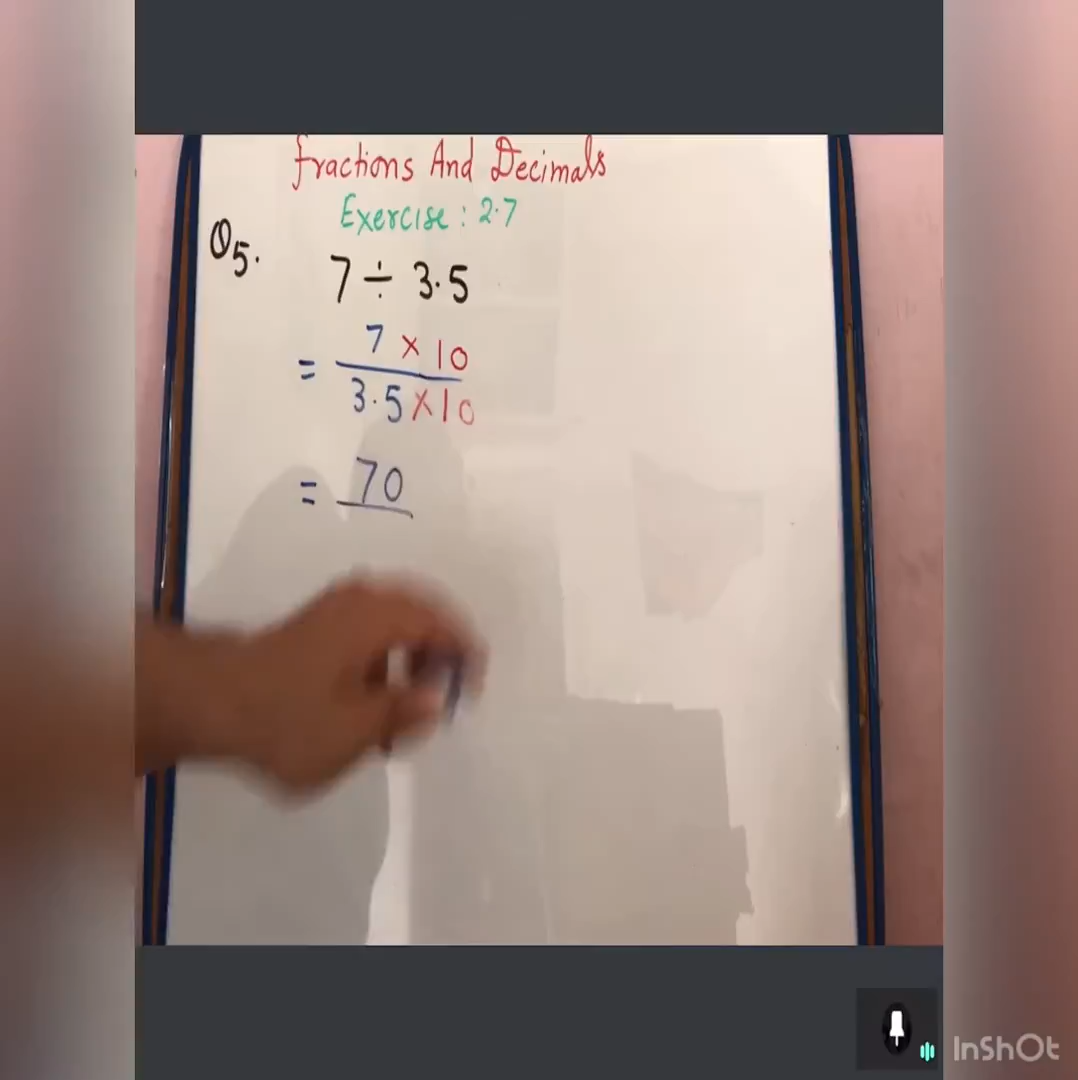 Fractions And Decimals
Exercise : 2.7
Q5. 7 ÷ 3.5
= 7 × 10
3.5 × 10
= 70
InShOt